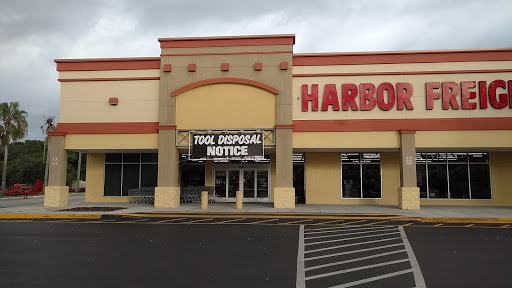 HARBOR FREIG
TOOL DISPOSAL
NOTICE